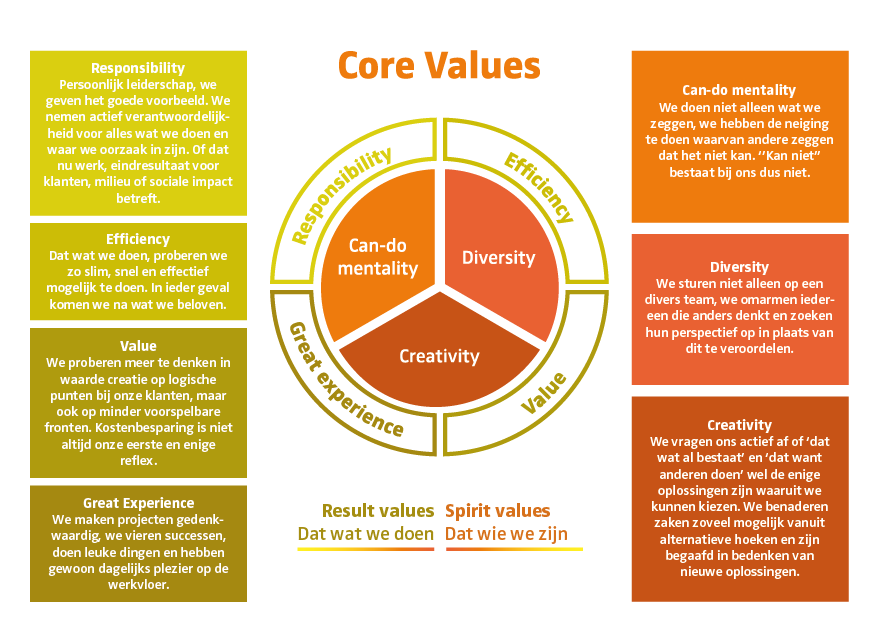 Core Values
Responsibility
Persoonlijk leiderschap, we
geven het goede voorbeeld. We
nemen actief verantwoordelijk-
heid voor alles wat we doen en
waar we oorzaak in zijn. Of dat
nu werk, eindresultaat voor
klanten, milieu of sociale impact
betreft.
Efficiency
Dat wat we doen, proberen we
zo slim, snel en effectief
mogelijk te doen. In ieder geval
komen we na wat we beloven.
Value
We proberen meer te denken in
waarde creatie op logische
punten bij onze klanten, maar
ook op minder voorspelbare
fronten. Kostenbesparing is niet
altijd onze eerste en enige
reflex.
Great Experience
We maken projecten gedenk-
waardig, we vieren successen,
doen leuke dingen en hebben
gewoon dagelijks plezier op de
werkvloer.
Responsibility
Efficiency
Can-do
mentality
Diversity
Creativity
Great experience
Value
Result values
Dat wat we doen
Spirit values
Dat wie we zijn
Can-do mentality
We doen niet alleen wat we
zeggen, we hebben de neiging
te doen waarvan andere zeggen
dat het niet kan. ‘‘Kan niet”
bestaat bij ons dus niet.
Diversity
We sturen niet alleen op een
divers team, we omarmen ieder-
een die anders denkt en zoeken
hun perspectief op in plaats van
dit te veroordelen.
Creativity
We vragen ons actief af of ‘dat
wat al bestaat’ en ‘dat want
anderen doen’ wel de enige
oplossingen zijn waaruit we
kunnen kiezen. We benaderen
zaken zoveel mogelijk vanuit
alternatieve hoeken en zijn
begaafd in bedenken van
nieuwe oplossingen.